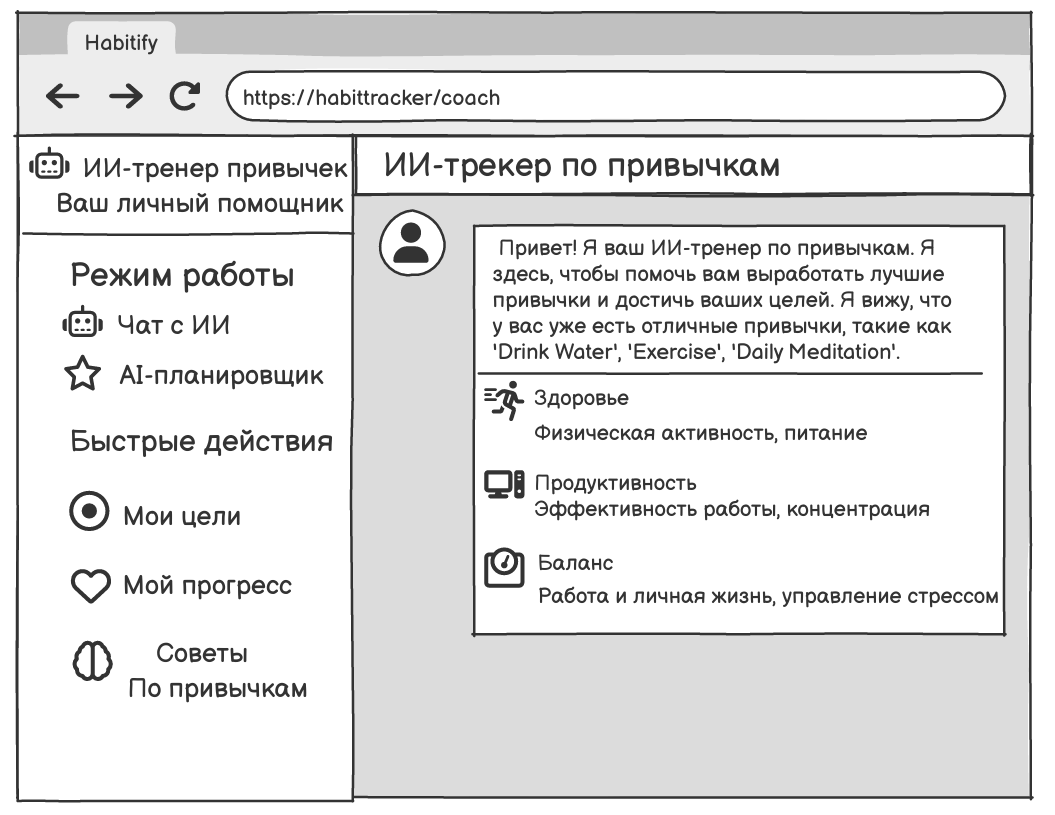 Habitify
https://habittracker/coach
ИИ-тренер привычек
Ваш личный помощник
Режим работы
Чат с ИИ
AI-планировщик
Быстрые действия
Мои цели
Мой прогресс
Советы
По привычкам
ИИ-трекер по привычкам
Привет! Я ваш ИИ-тренер по привычкам. Я
здесь, чтобы помочь вам выработать лучшие
привычки и достичь ваших целей. Я вижу, что
у вас уже есть отличные привычки, такие как
'Drink Water', 'Exercise', 'Daily Meditation'.
Здоровье
Физическая активность, питание
Продуктивность
Эффективность работы, концентрация
Баланс
Работа и личная жизнь, управление стрессом